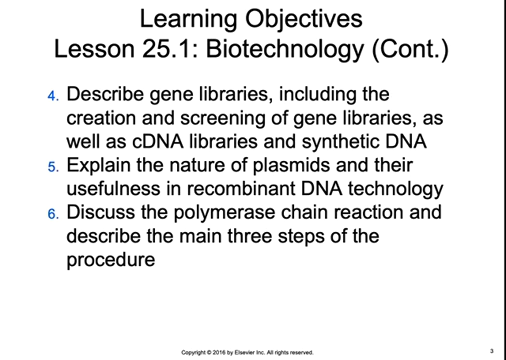 Learning Objectives
Lesson 25.1: Biotechnology (Cont.)
4. Describe gene libraries, including the
creation and screening of gene libraries, as
well as cDNA libraries and synthetic DNA
5. Explain the nature of plasmids and their
usefulness in recombinant DNA technology
6. Discuss the polymerase chain reaction and
describe the main three steps of the
procedure
Copyright © 2016 by Elsevier Inc. All rights reserved.
3